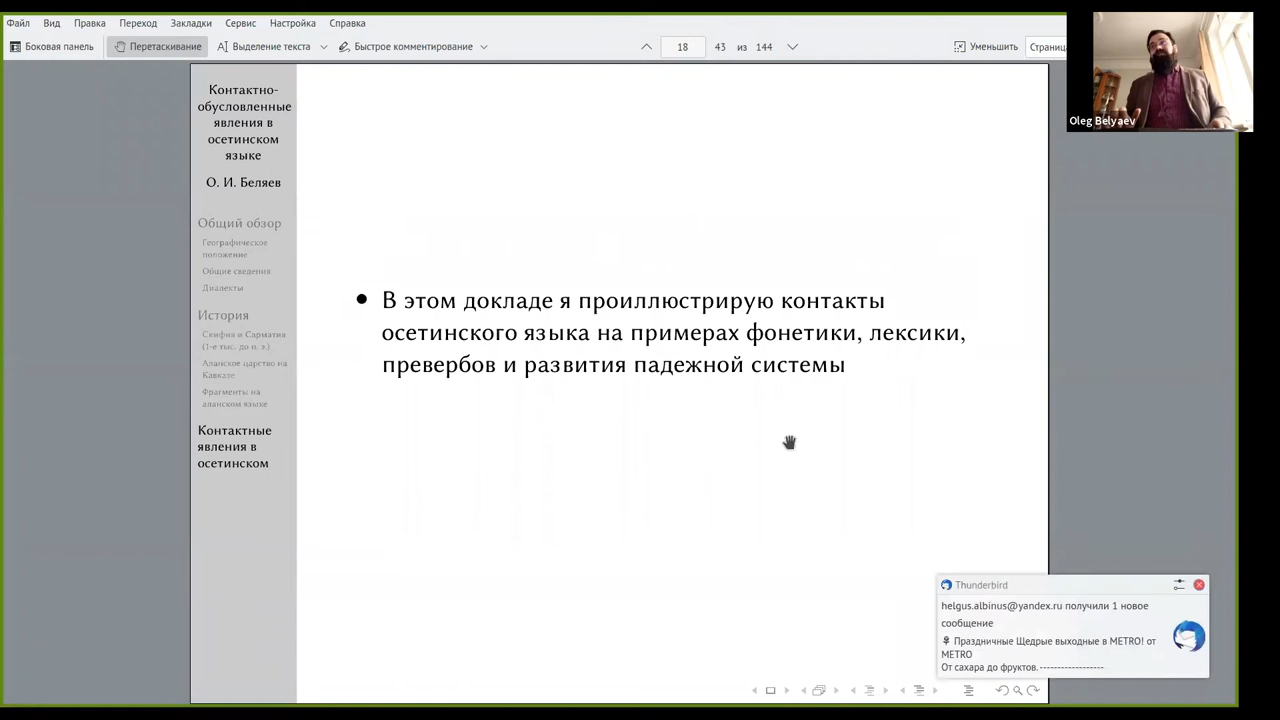 Файл Вид Правка Переход Закладки Сервис Настройка Справка
Боковая панель Перетаскивание Выделение текста Быстрое комментирование 18 43 из 144 Уменьшить Страниц
Oleg Belyaev
Контактно-
обусловленные
явления в
осетинском
языке
О. И. Беляев
Общий обзор
Географическое
положение
Общие сведения
Диалекты
История
Скифия и Сарматия
(1-е тыс. до н. э.)
Аланское царство на
Кавказе
Фрагменты на
аланском языке
Контактные
явления в
осетинском
• В этом докладе я проиллюстрирую контакты
осетинского языка на примерах фонетики, лексики,
превербов и развития падежной системы
Thunderbird
helgus.albinus@yandex.ru получили 1 новое
сообщение
⚘ Праздничные Щедрые выходные в METRO! от
METRO
От сахара до фруктов.------------------